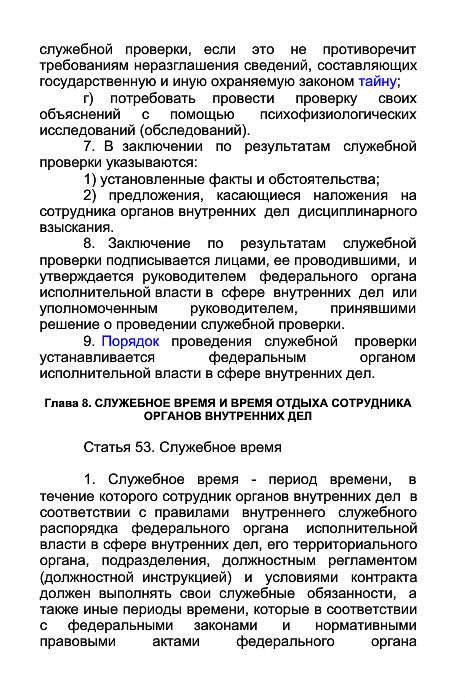 служебной проверки, если это не противоречит
требованиям неразглашения сведений, составляющих
государственную и иную охраняемую законом тайну;
г) потребовать провести проверку своих
объяснений с помощью психофизиологических
исследований (обследований).
7. В заключении по результатам служебной
проверки указываются:
1) установленные факты и обстоятельства;
2) предложения, касающиеся наложения на
сотрудника органов внутренних дел дисциплинарного
взыскания.
8. Заключение по результатам служебной
проверки подписывается лицами, ее проводившими, и
утверждается руководителем федерального органа
исполнительной власти в сфере внутренних дел или
уполномоченным руководителем, принявшими
решение о проведении служебной проверки.
9. Порядок проведения служебной проверки
устанавливается федеральным органом
исполнительной власти в сфере внутренних дел.
Глава 8. СЛУЖЕБНОЕ ВРЕМЯ И ВРЕМЯ ОТДЫХА СОТРУДНИКА
ОРГАНОВ ВНУТРЕННИХ ДЕЛ
Статья 53. Служебное время
1. Служебное время - период времени, в
течение которого сотрудник органов внутренних дел в
соответствии с правилами внутреннего служебного
распорядка федерального органа исполнительной
власти в сфере внутренних дел, его территориального
органа, подразделения, должностным регламентом
(должностной инструкцией) и условиями контракта
должен выполнять свои служебные обязанности, а
также иные периоды времени, которые в соответствии
с федеральными законами и нормативными
правовыми актами федерального органа